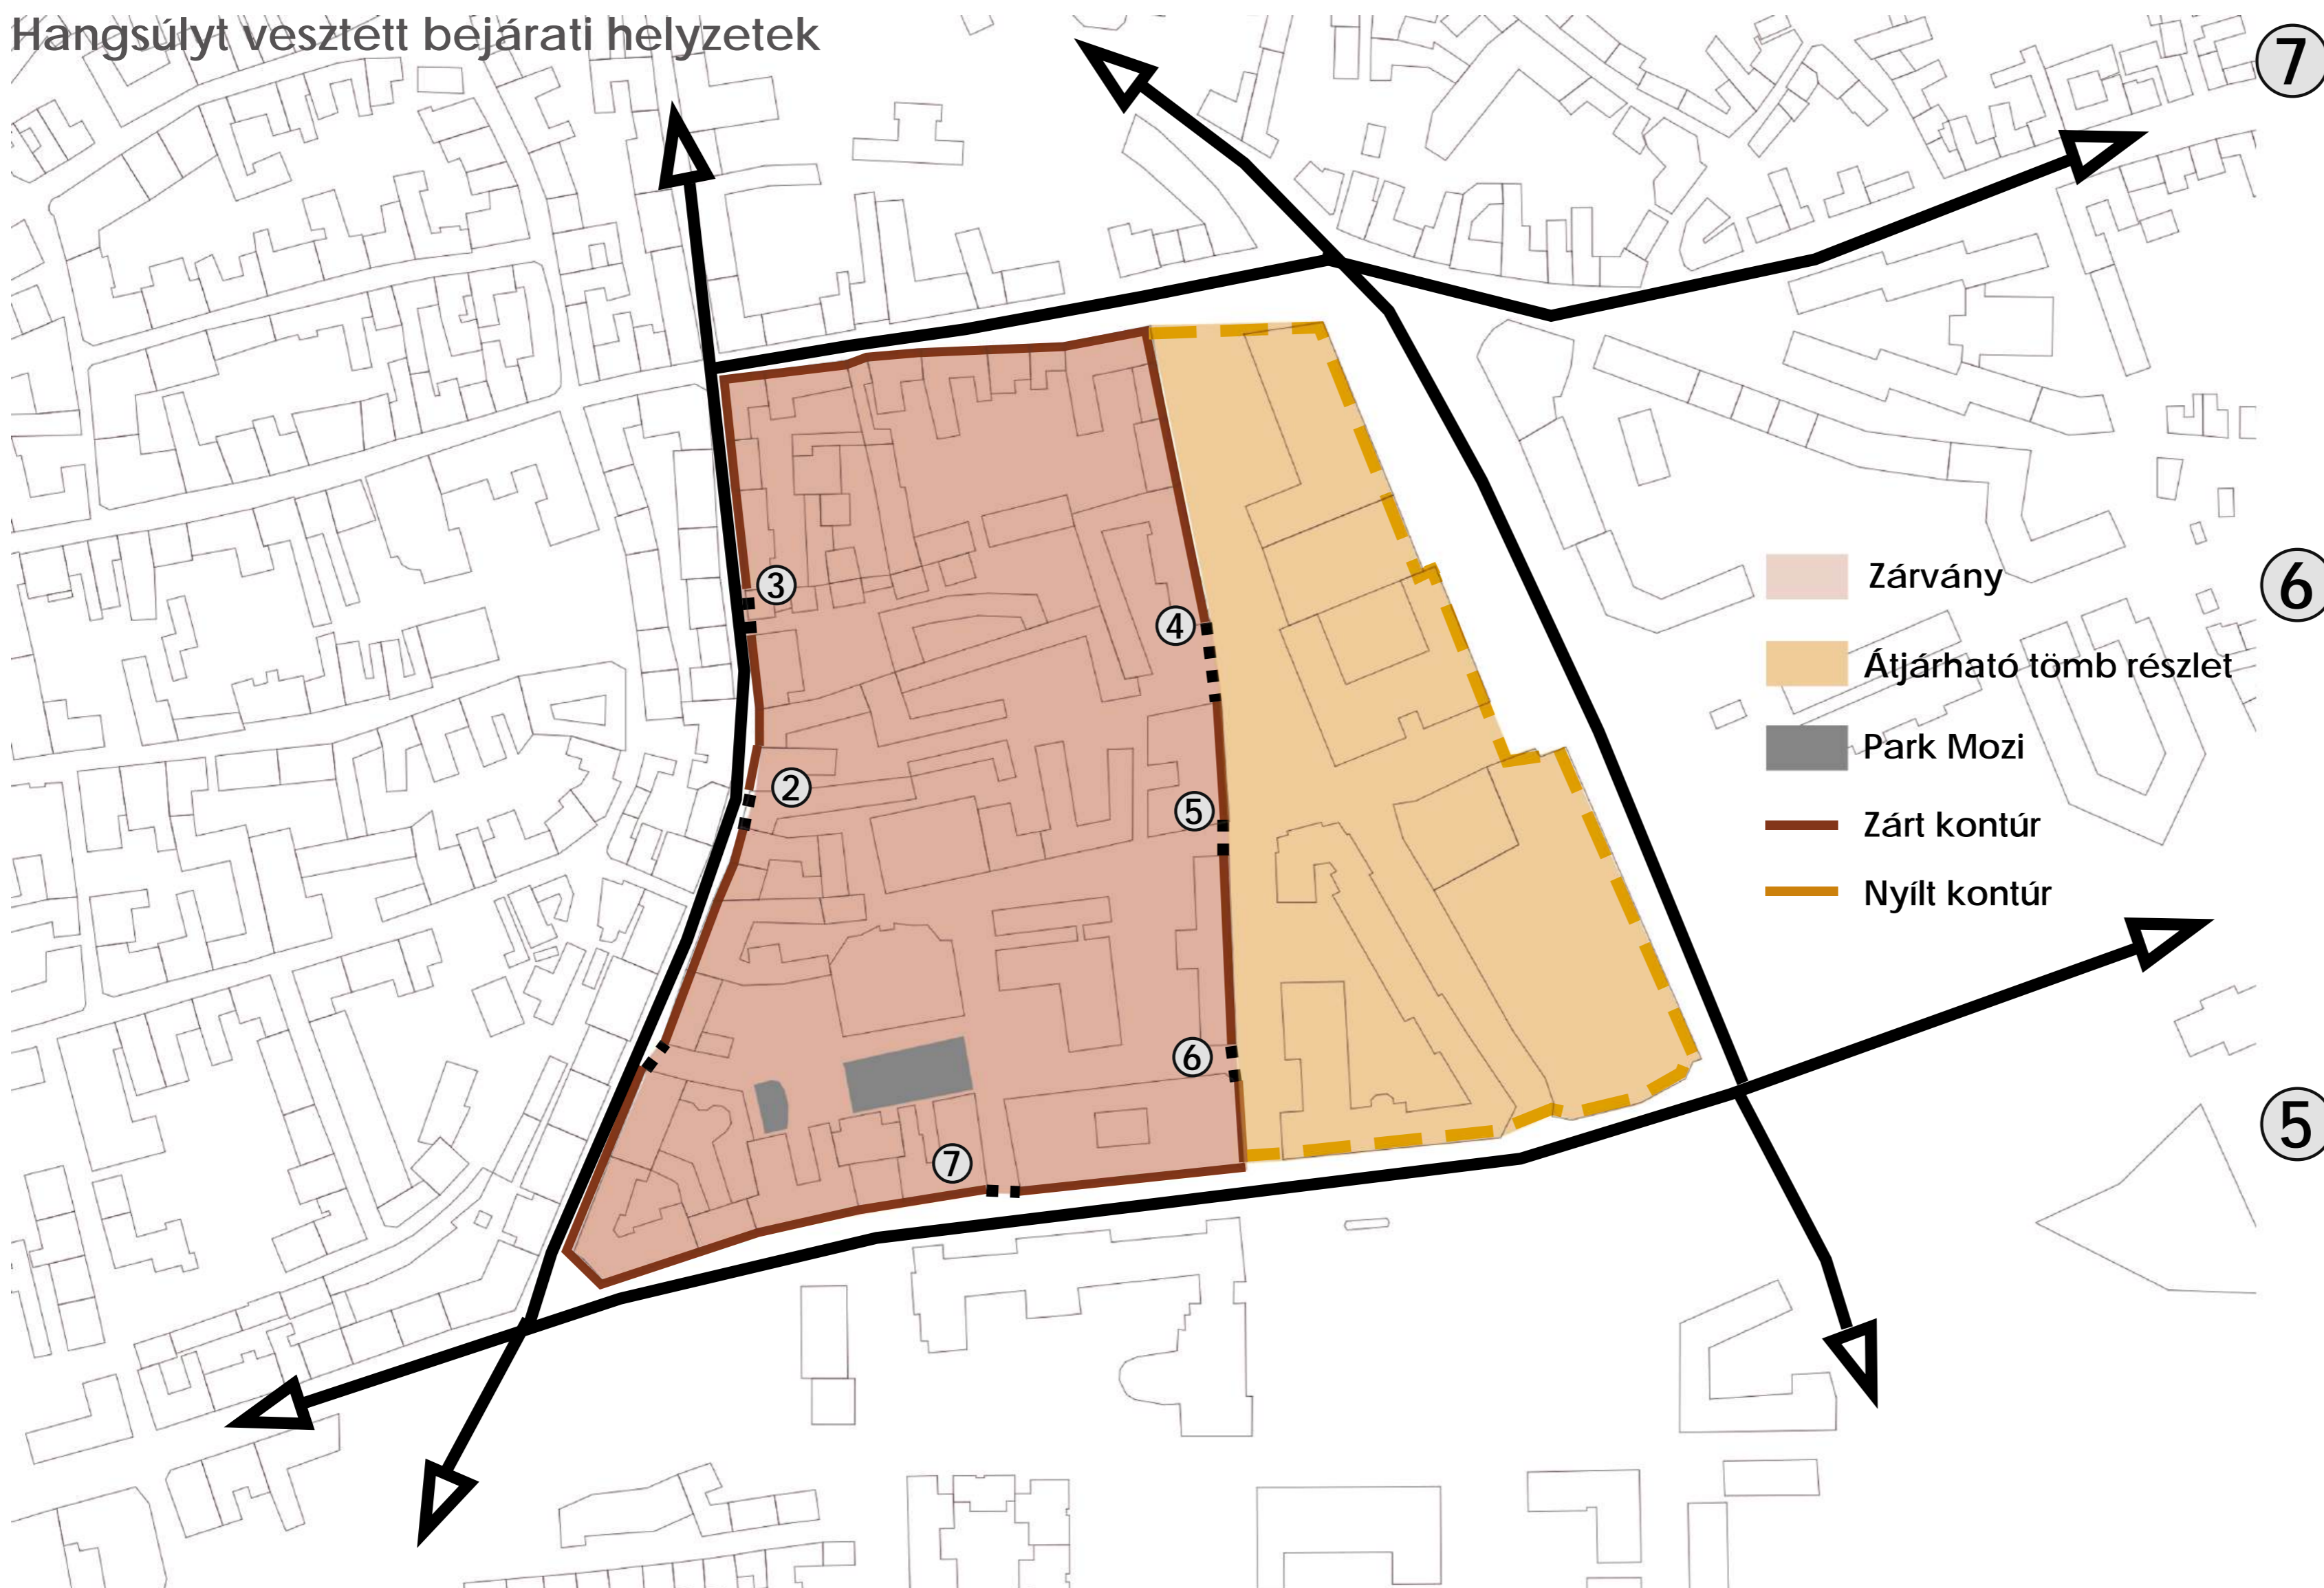 Hangsúlyt vesztett bejárati helyzetek
7
3
Zárvány
6
4
Átjárható tömb részlet
Park Mozi
2
5
Zárt kontúr
Nyílt kontúr
6
5
7